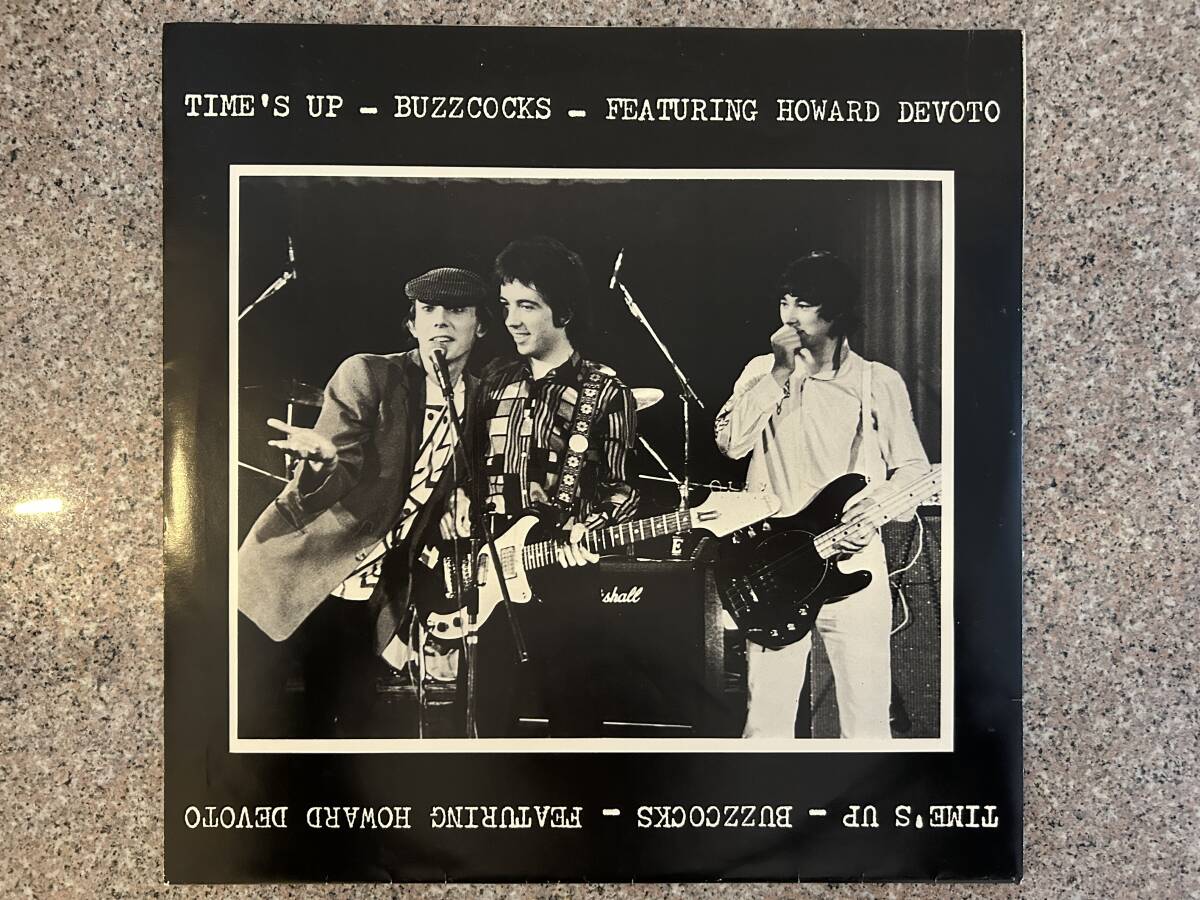 TIME'S UP - BUZZCOCKS - FEATURING HOWARD DEVOTO
E
shall
TIME'S UP - BUZZCOCKS - FEATURING HOWARD DEVOTO